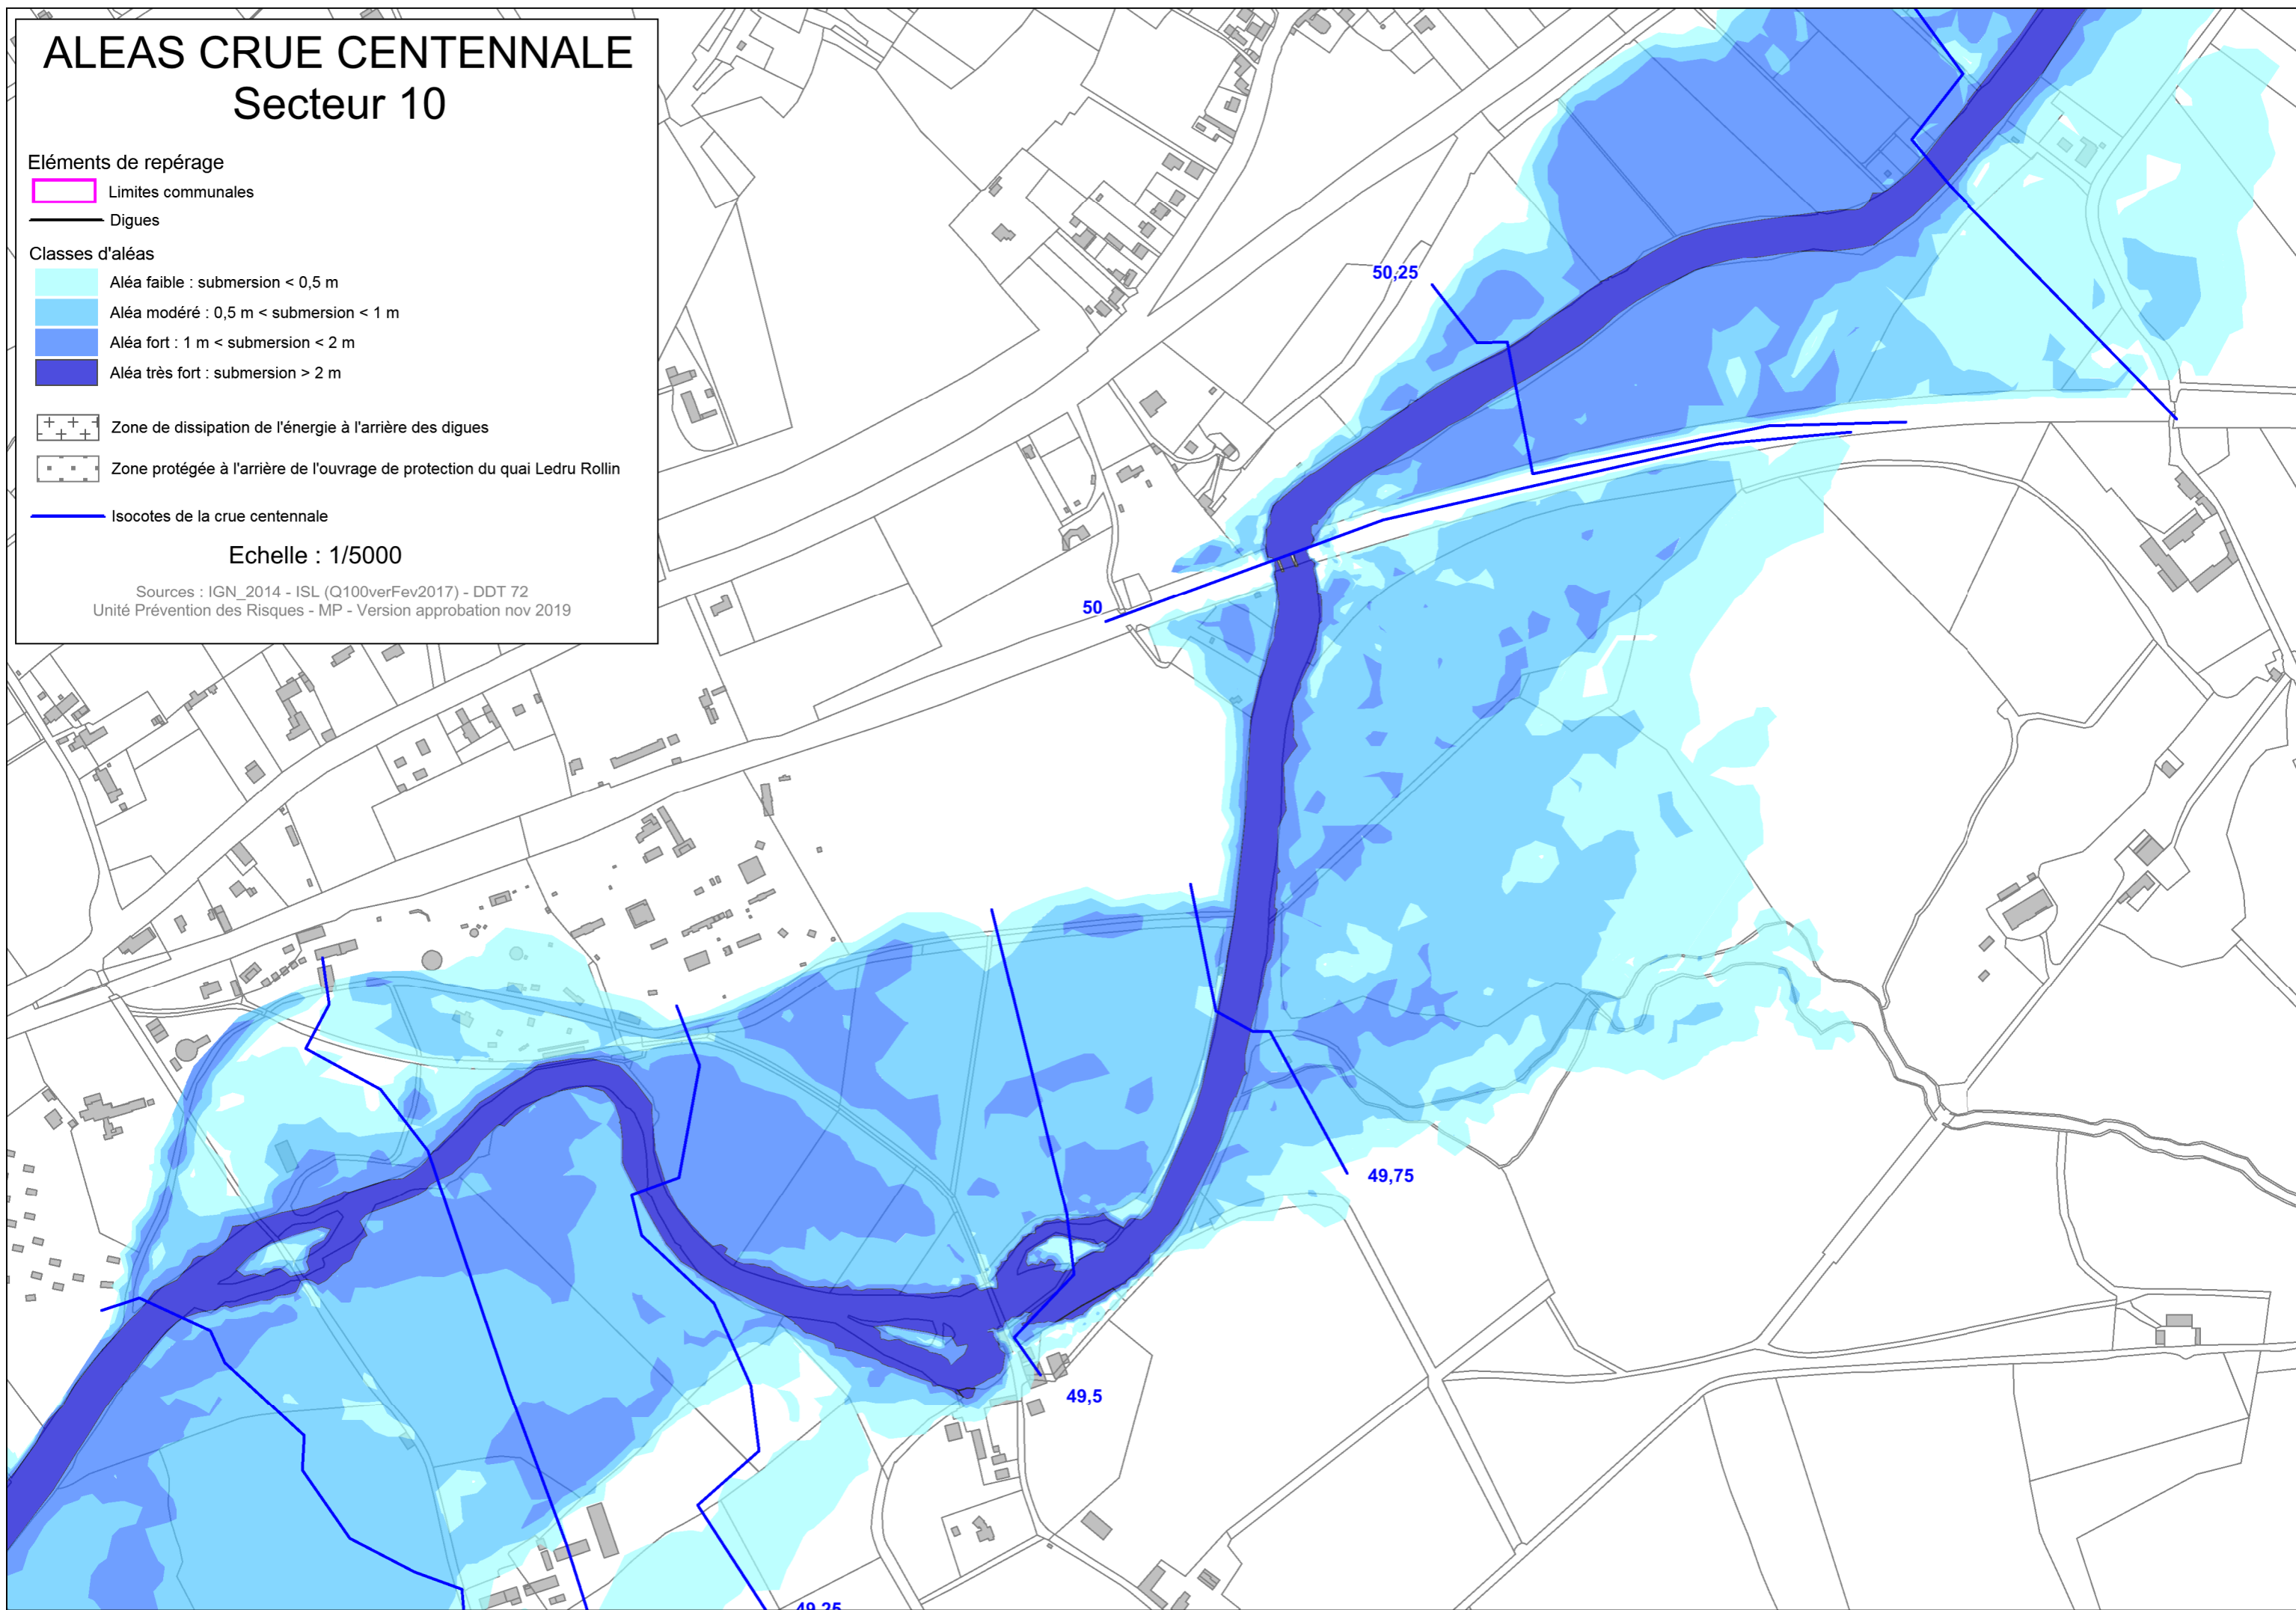 ALEAS CRUE CENTENNALE
Secteur 10
Eléments de repérage
Limites communales
Digues
Classes d'aléas
Aléa faible : submersion < 0,5 m
Aléa modéré : 0,5 m < submersion < 1 m
Aléa fort : 1 m < submersion < 2 m
Aléa très fort : submersion > 2 m
Zone de dissipation de l'énergie à l'arrière des digues
Zone protégée à l'arrière de l'ouvrage de protection du quai Ledru Rollin
Isocotes de la crue centennale
Echelle : 1/5000
Sources : IGN_2014 - ISL (Q100verFev2017) - DDT 72
Unité Prévention des Risques - MP - Version approbation nov 2019
50,25
50
49,75
49,5
49,25